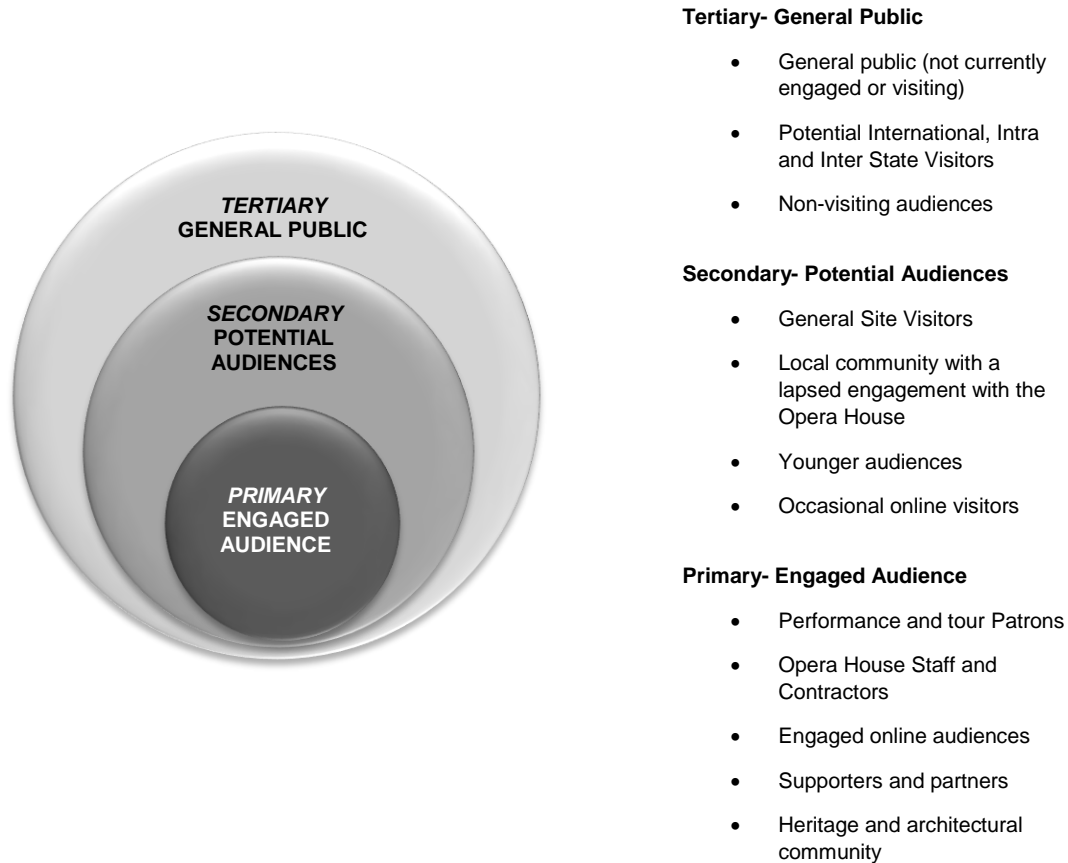 TERTIARY
GENERAL PUBLIC
SECONDARY
POTENTIAL
AUDIENCES
PRIMARY
ENGAGED
AUDIENCE
Tertiary- General Public
• General public (not currently
engaged or visiting)
• Potential International, Intra
and Inter State Visitors
• Non-visiting audiences
Secondary- Potential Audiences
• General Site Visitors
• Local community with a
lapsed engagement with the
Opera House
• Younger audiences
• Occasional online visitors
Primary- Engaged Audience
• Performance and tour Patrons
• Opera House Staff and
Contractors
• Engaged online audiences
• Supporters and partners
• Heritage and architectural
community